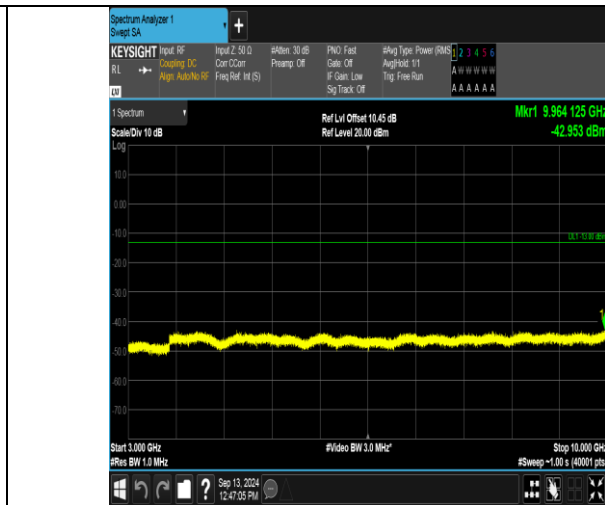 Spectrum Analyzer 1
Swept SA
+
KEYSIGHT
RL
LXI
Input: RF
Coupling: DC
Align: Auto/No RF
Input Z: 50 Ω
Corr CCorr
Freq Ref: Int (S)
#Atten: 30 dB
Preamp: Off
PNO: Fast
Gate: Off
IF Gain: Low
Sig Track: Off
#Avg Type: Power (RMS
Avg|Hold: 1/1
Trig: Free Run
1 2 3 4 5 6
A W W W W W
A A A A A A
1 Spectrum
Scale/Div 10 dB
Log
Ref Lvl Offset 10.45 dB
Ref Level 20.00 dBm
Mkr1 9.964 125 GHz
-42.953 dBm
10.0
0.00
-10.0
DL1 -13.00 dBm
-20.0
-30.0
-40.0
1
-50.0
-60.0
-70.0
Start 3.000 GHz
#Res BW 1.0 MHz
#Video BW 3.0 MHz*
Stop 10.000 GHz
#Sweep ~1.00 s (40001 pts
?
Sep 13, 2024
12:47:05 PM